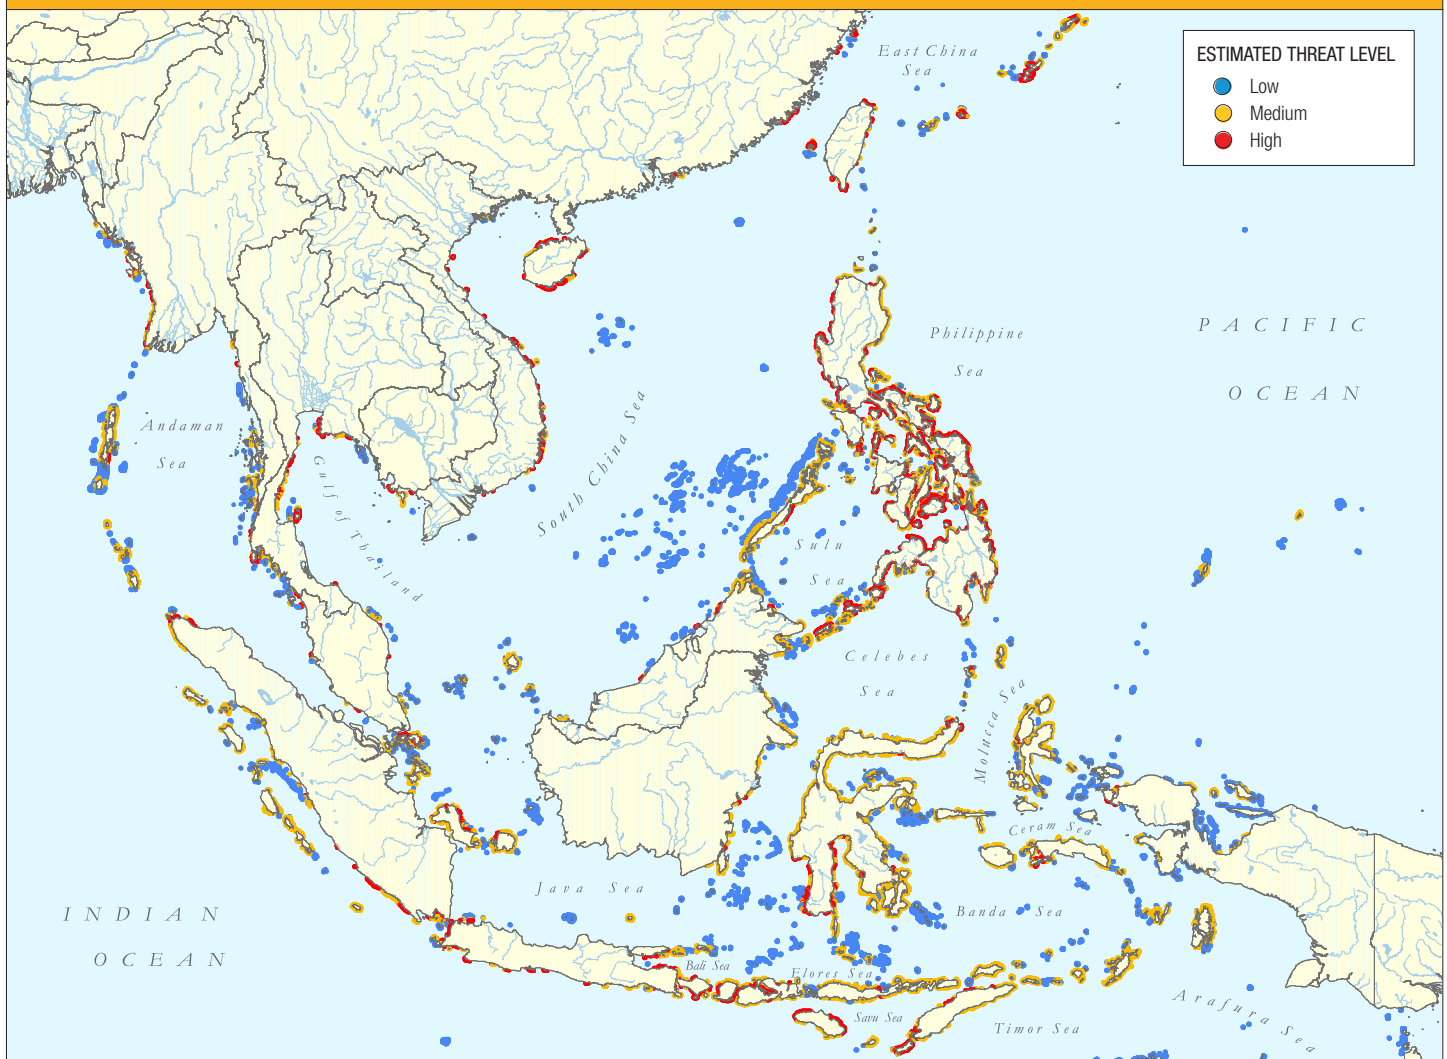 East China
Sea
ESTIMATED THREAT LEVEL
Low
Medium
High
Philippine
Sea
PACIFIC
OCEAN
Andaman
Sea
Gulf of Thailand
South China Sea
Sulu
Sea
Celebes
Sea
Molucca Sea
Ceram Sea
Java Sea
Banda Sea
INDIAN
OCEAN
Bali Sea
Elores Sea
Savu Sea
Timor Sea
Arafura Sea